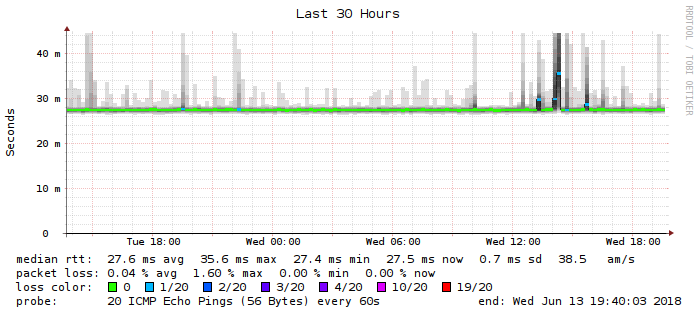 Last 30 Hours
RRDTOOL / TOBI OETIKER
Seconds
40 m
30 m
20 m
10 m
0
Tue 18:00 Wed 00:00 Wed 06:00 Wed 12:00 Wed 18:00
median rtt: 27.6 ms avg 35.6 ms max 27.4 ms min 27.5 ms now 0.7 ms sd 38.5 am/s
packet loss: 0.04 % avg 1.60 % max 0.00 % min 0.00 % now
loss color: 0 1/20 2/20 3/20 4/20 10/20 19/20
probe: 20 ICMP Echo Pings (56 Bytes) every 60s end: Wed Jun 13 19:40:03 2018